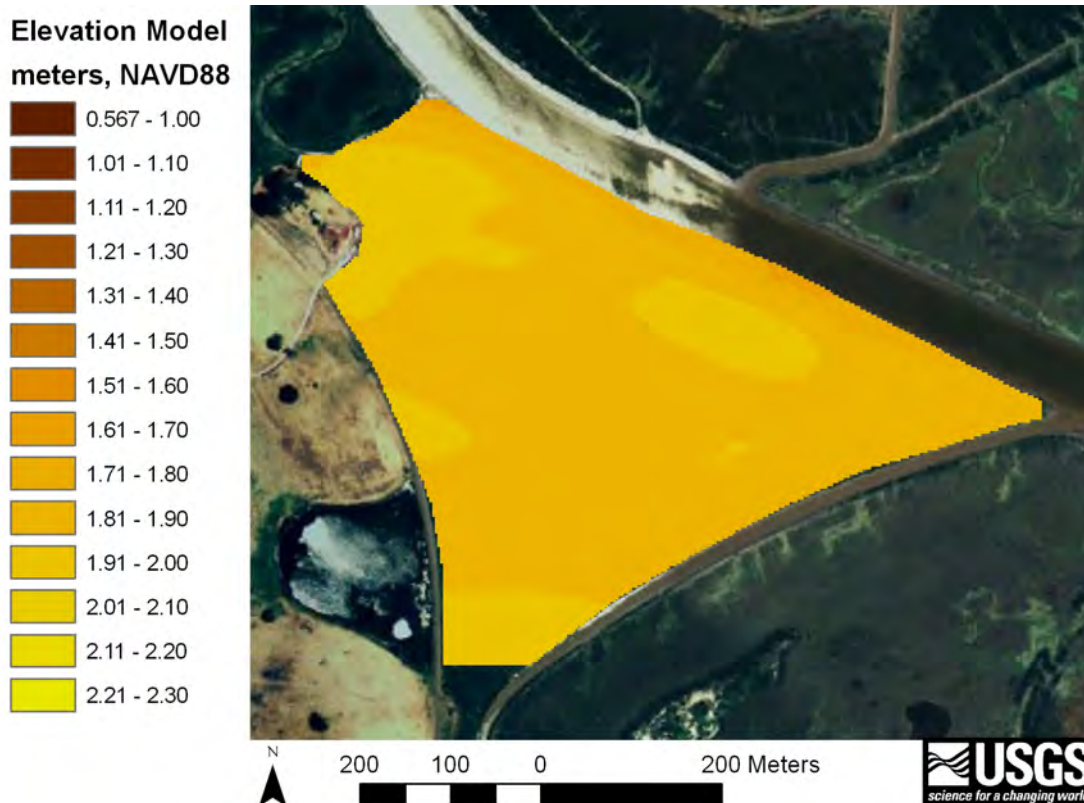 Elevation Model
meters, NAVD88
0.567 - 1.00
1.01 - 1.10
1.11 - 1.20
1.21 - 1.30
1.31 - 1.40
1.41 - 1.50
1.51 - 1.60
1.61 - 1.70
1.71 - 1.80
1.81 - 1.90
1.91 - 2.00
2.01 - 2.10
2.11 - 2.20
2.21 - 2.30
N
200 100 0 200 Meters
USGS
science for a changing world